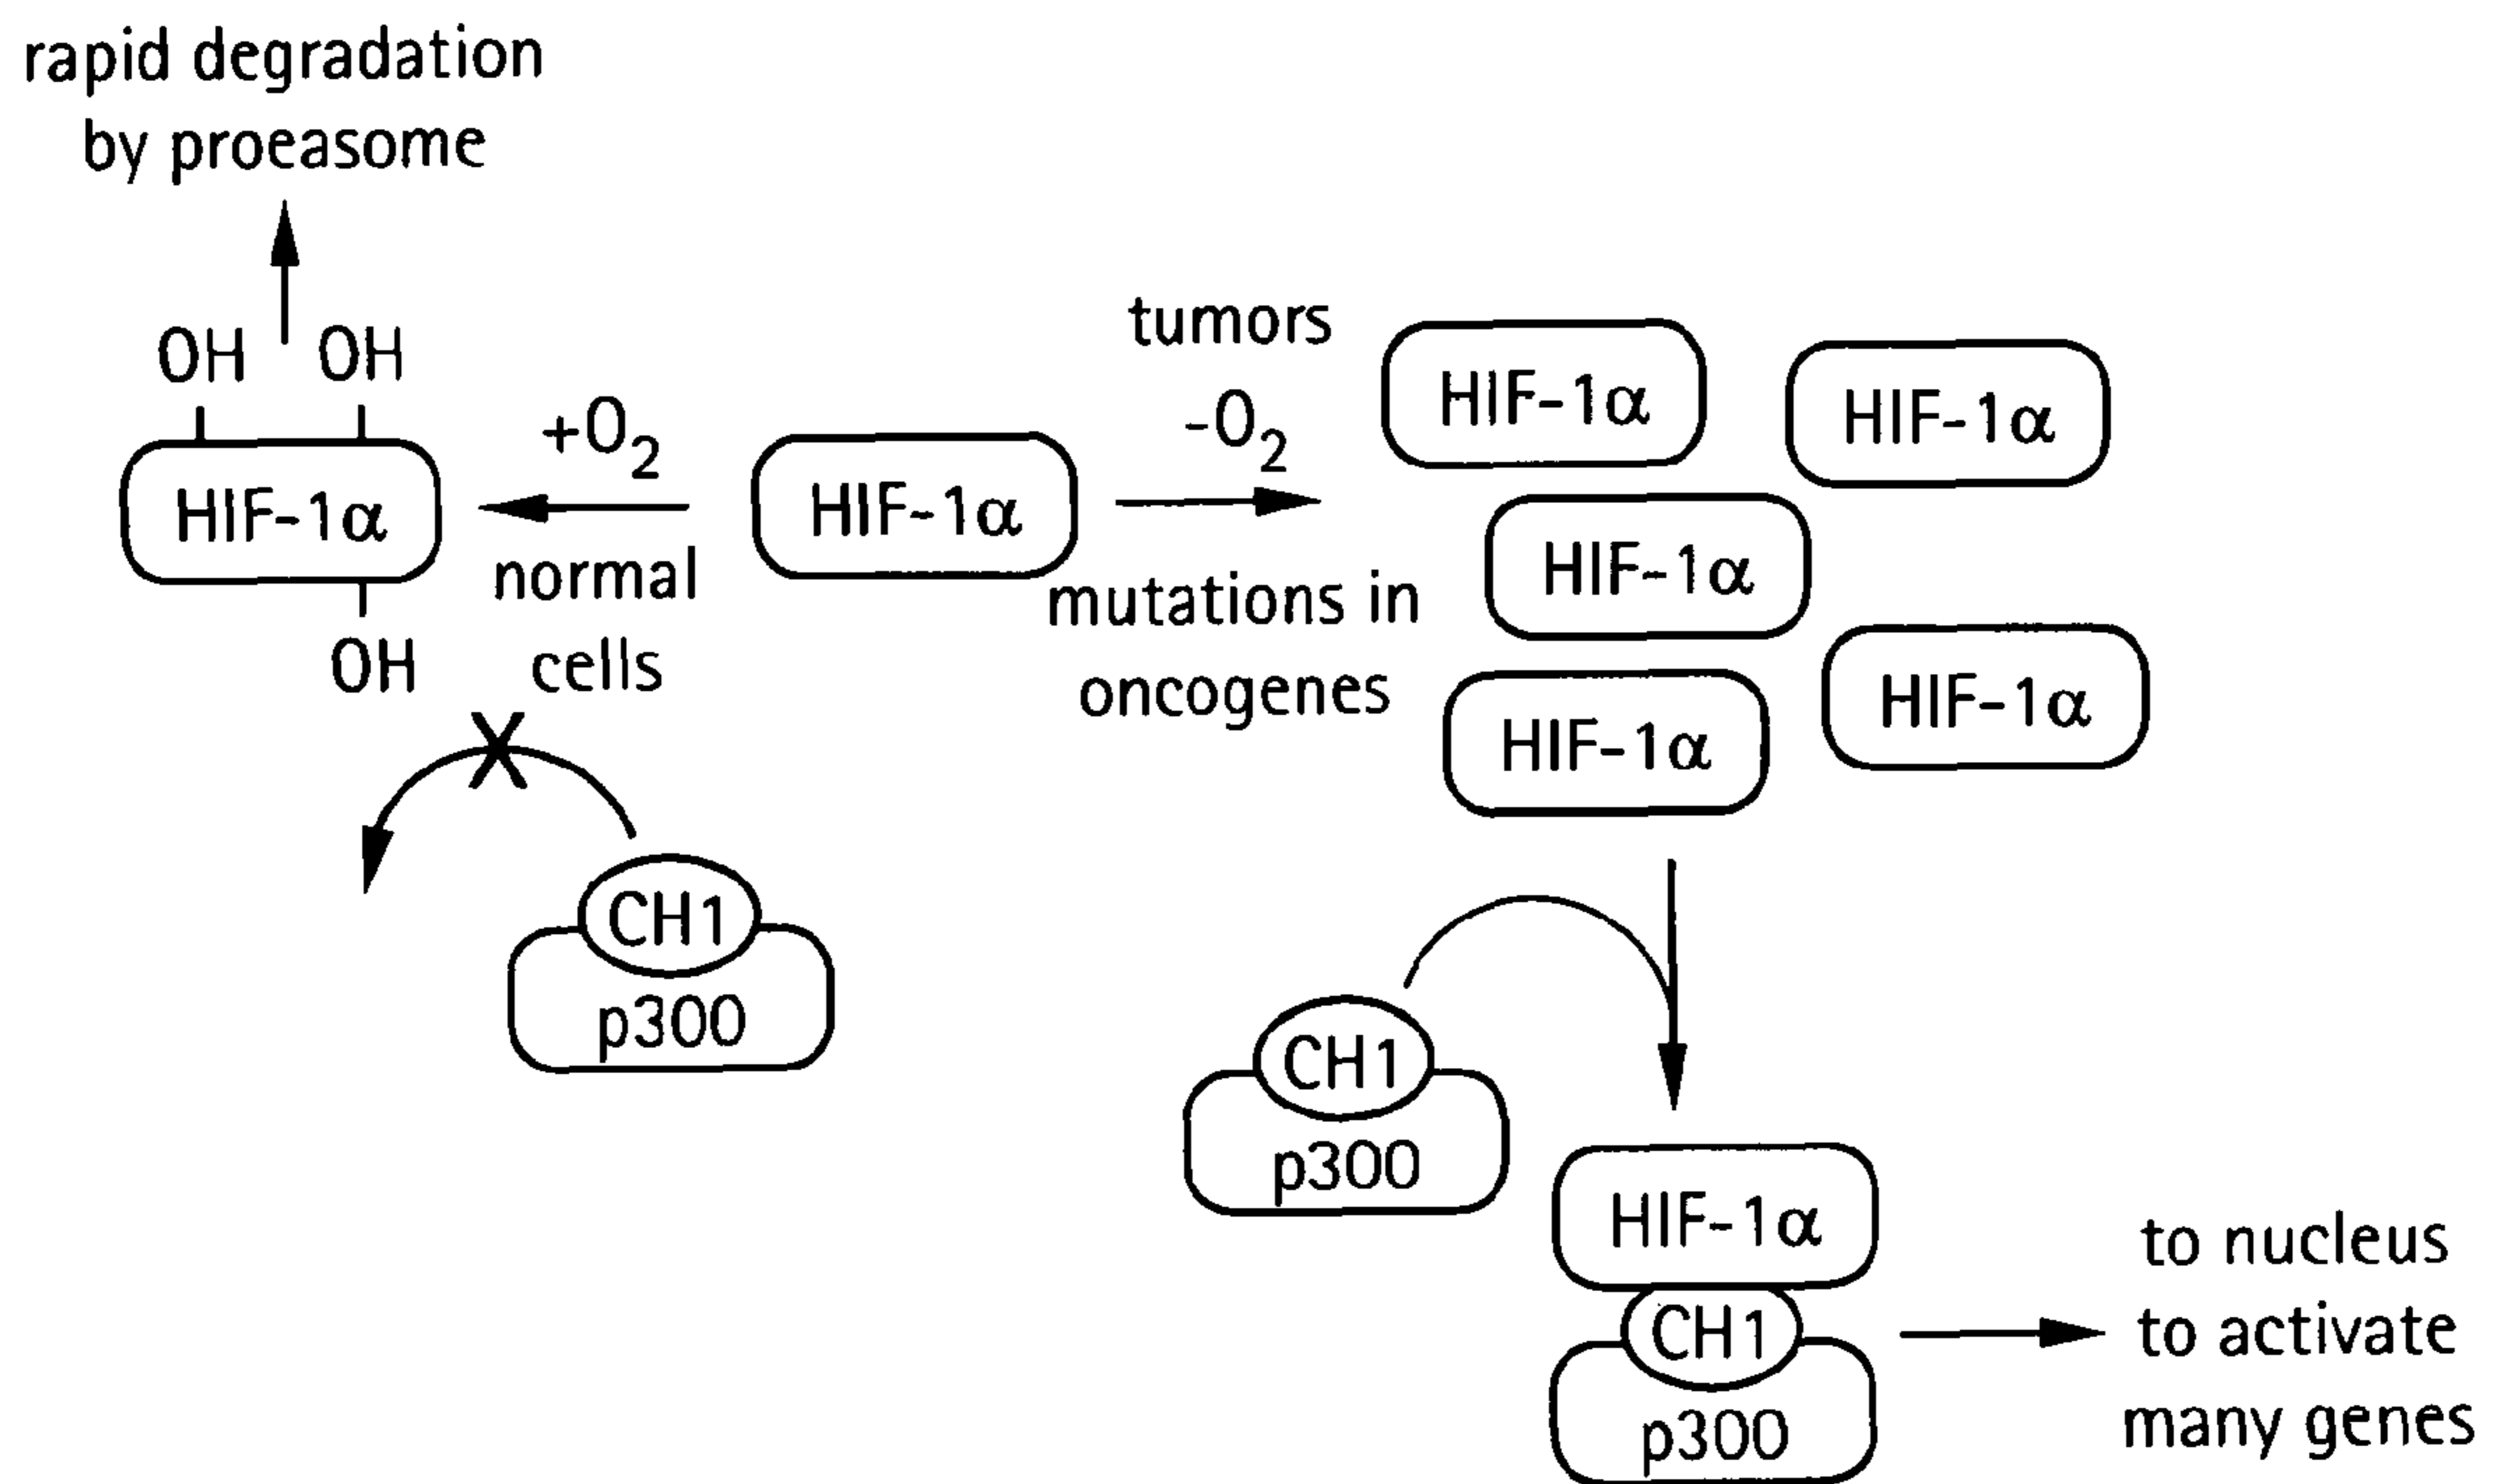 rapid degradation
by proeasome
OH OH
HIF-1α
OH
+O2
normal
cells
HIF-1α
tumors
-O2
mutations in
oncogenes
HIF-1α
HIF-1α
HIF-1α
HIF-1α
HIF-1α
CH1
p300
CH1
p300
HIF-1α
CH1
p300
to nucleus
to activate
many genes
X